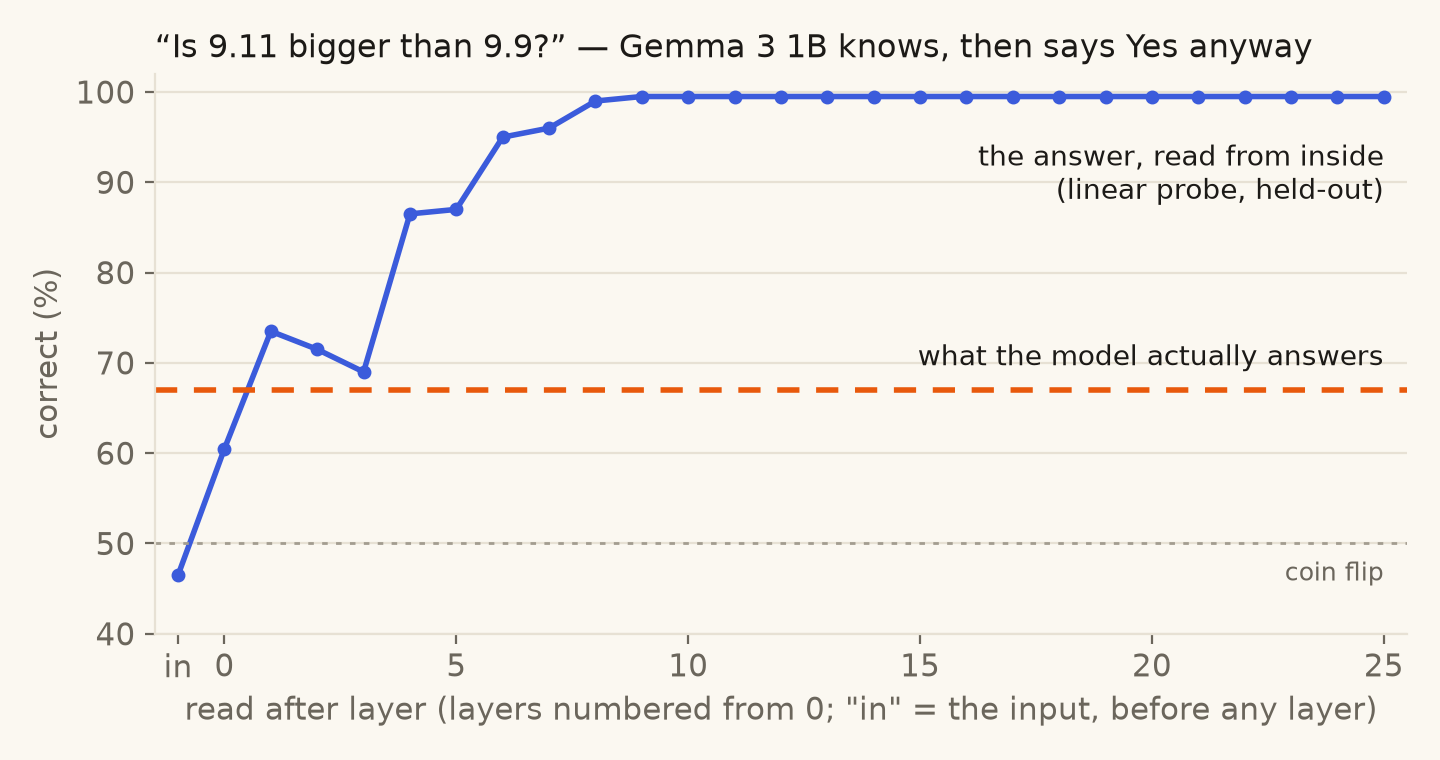 “Is 9.11 bigger than 9.9?” — Gemma 3 1B knows, then says Yes anyway
100
90
80
70
60
50
40
correct (%)
the answer, read from inside
(linear probe, held-out)
what the model actually answers
coin flip
in 0 5 10 15 20 25
read after layer (layers numbered from 0; "in" = the input, before any layer)